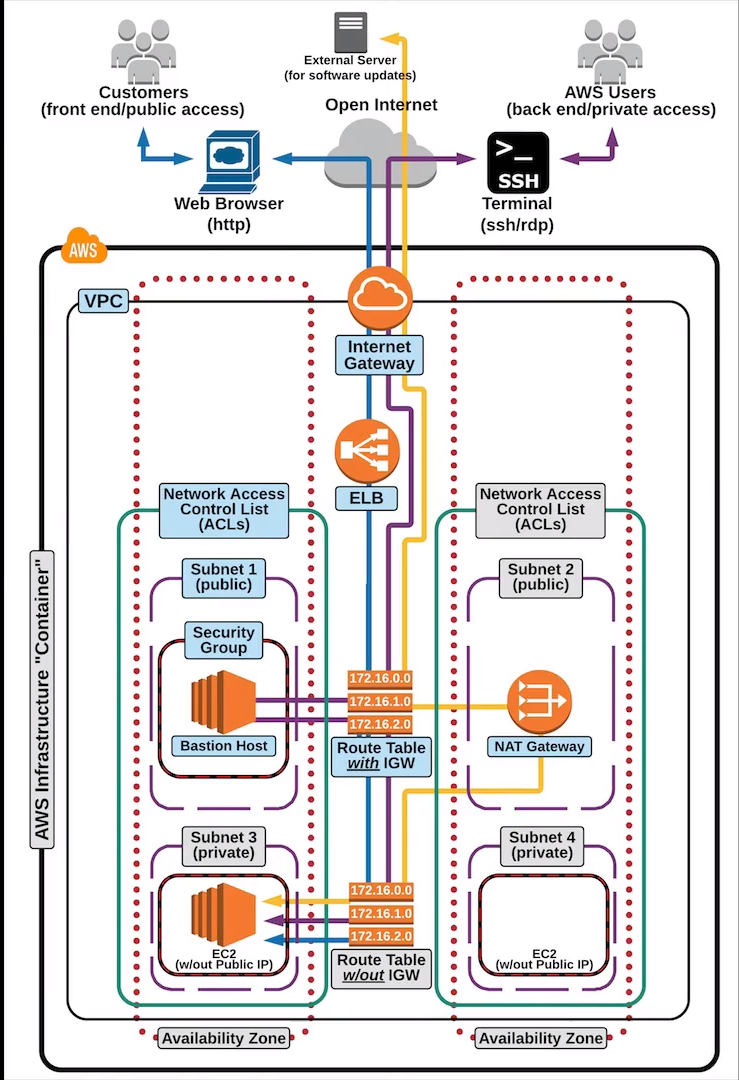 External Server
(for software updates)
Customers
(front end/public access)
Open Internet
AWS Users
(back end/private access)
>_
SSH
Web Browser
(http)
Terminal
(ssh/rdp)
AWS
VPC
Internet
Gateway
ELB
Network Access
Control List
(ACLs)
Network Access
Control List
(ACLs)
Subnet 1
(public)
Subnet 2
(public)
Security
Group
172.16.0.0
172.16.1.0
172.16.2.0
Bastion Host
Route Table
with IGW
NAT Gateway
AWS Infrastructure "Container"
Subnet 3
(private)
Subnet 4
(private)
172.16.0.0
172.16.1.0
172.16.2.0
EC2
(w/out Public IP)
Route Table
w/out IGW
EC2
(w/out Public IP)
Availability Zone
Availability Zone